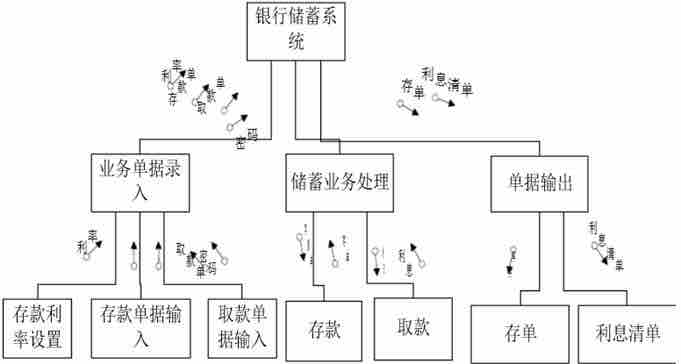 银行储蓄系
统
利率
存款单
取款单
密码
存单
利息清单
业务单据录
入
储蓄业务处理
单据输出
利率
取款单
密码
利息
利息清单
存款利
率设置
存款单据输
入
取款单
据输入
存款
取款
存单
利息清单